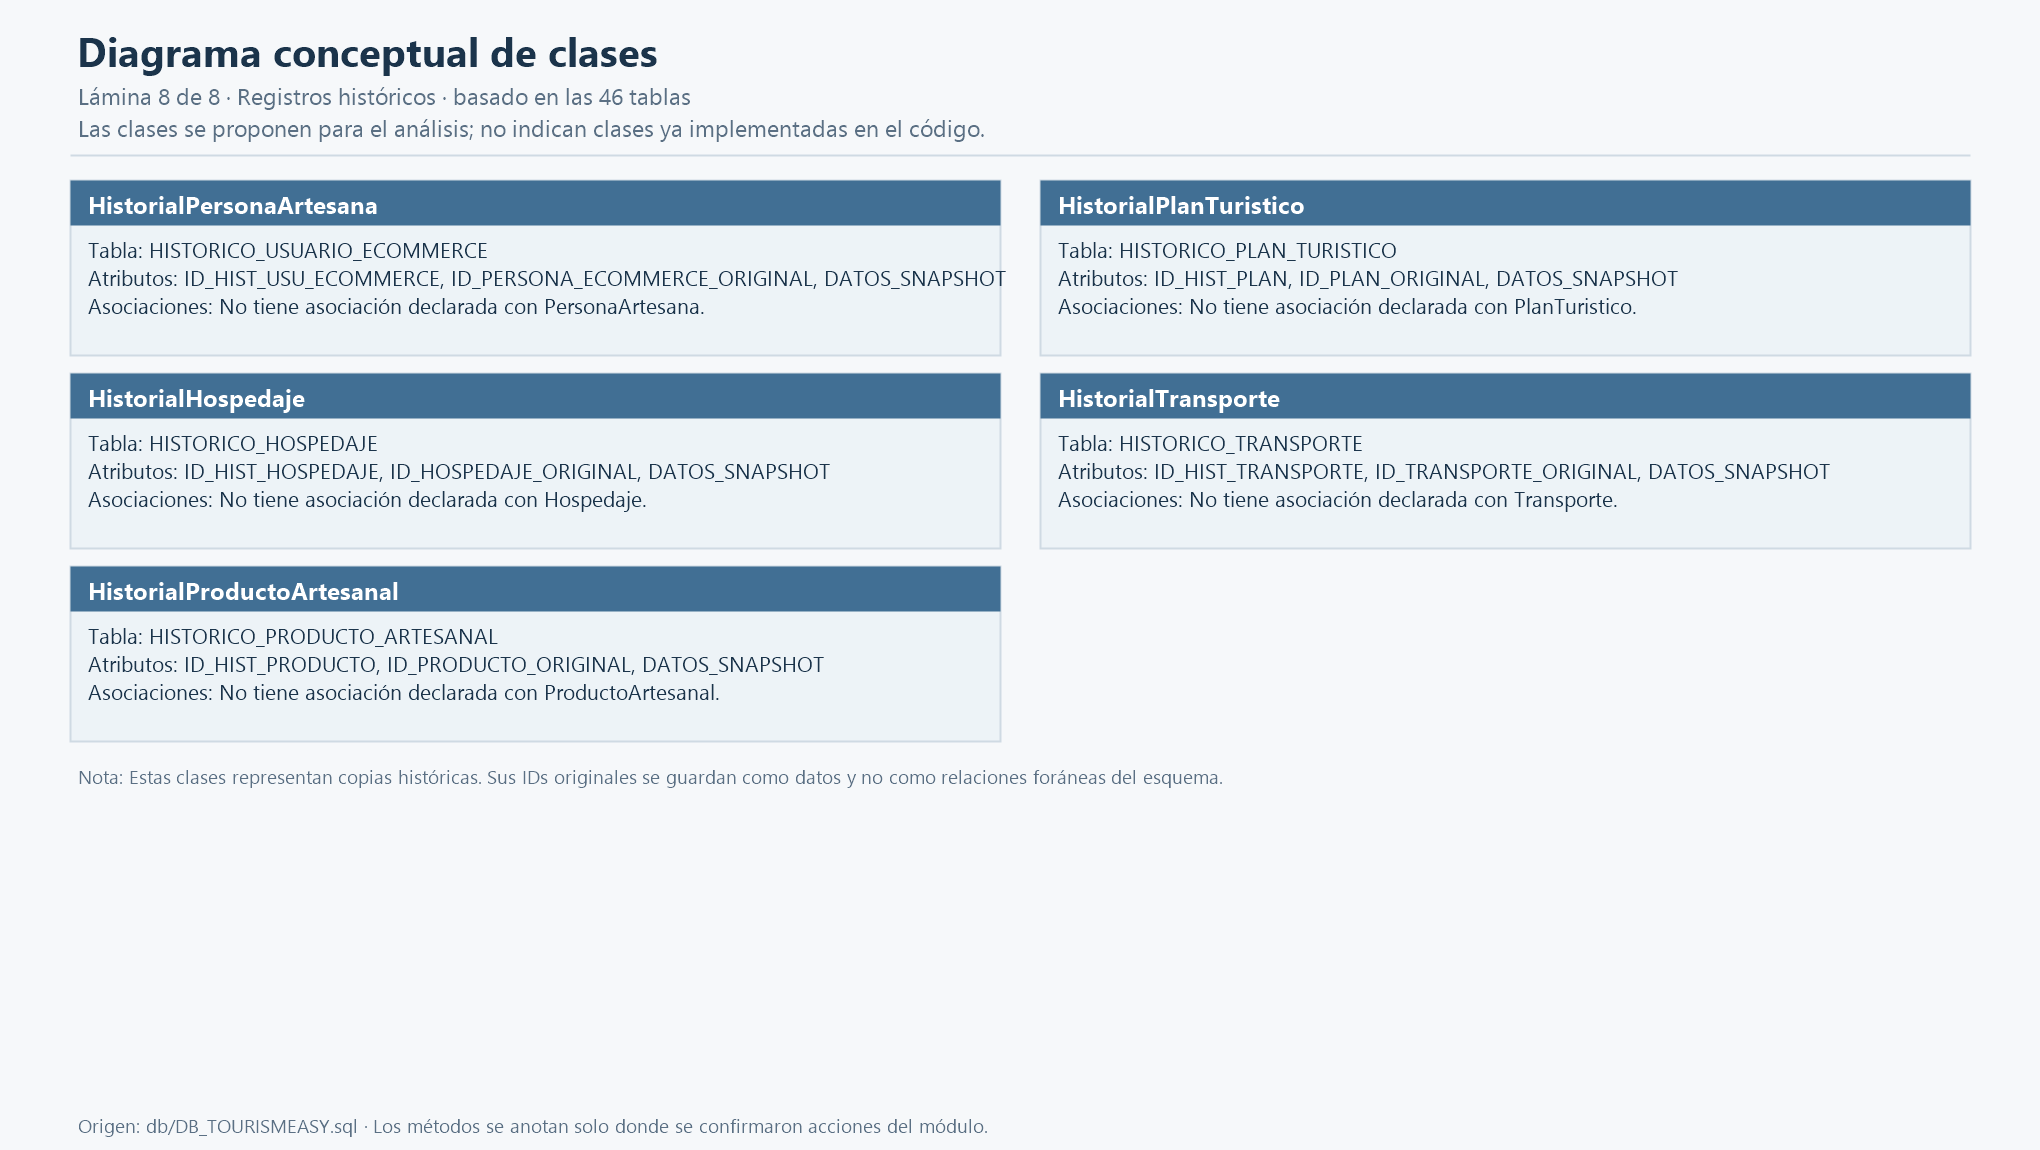 Diagrama conceptual de clases
Lámina 8 de 8 · Registros históricos · basado en las 46 tablas
Las clases se proponen para el análisis; no indican clases ya implementadas en el código.
HistorialPersonaArtesana
Tabla: HISTORICO_USUARIO_ECOMMERCE
Atributos: ID_HIST_USU_ECOMMERCE, ID_PERSONA_ECOMMERCE_ORIGINAL, DATOS_SNAPSHOT
Asociaciones: No tiene asociación declarada con PersonaArtesana.
HistorialPlanTuristico
Tabla: HISTORICO_PLAN_TURISTICO
Atributos: ID_HIST_PLAN, ID_PLAN_ORIGINAL, DATOS_SNAPSHOT
Asociaciones: No tiene asociación declarada con PlanTuristico.
HistorialHospedaje
Tabla: HISTORICO_HOSPEDAJE
Atributos: ID_HIST_HOSPEDAJE, ID_HOSPEDAJE_ORIGINAL, DATOS_SNAPSHOT
Asociaciones: No tiene asociación declarada con Hospedaje.
HistorialTransporte
Tabla: HISTORICO_TRANSPORTE
Atributos: ID_HIST_TRANSPORTE, ID_TRANSPORTE_ORIGINAL, DATOS_SNAPSHOT
Asociaciones: No tiene asociación declarada con Transporte.
HistorialProductoArtesanal
Tabla: HISTORICO_PRODUCTO_ARTESANAL
Atributos: ID_HIST_PRODUCTO, ID_PRODUCTO_ORIGINAL, DATOS_SNAPSHOT
Asociaciones: No tiene asociación declarada con ProductoArtesanal.
Nota: Estas clases representan copias históricas. Sus IDs originales se guardan como datos y no como relaciones foráneas del esquema.
Origen: db/DB_TOURISMEASY.sql · Los métodos se anotan solo donde se confirmaron acciones del módulo.